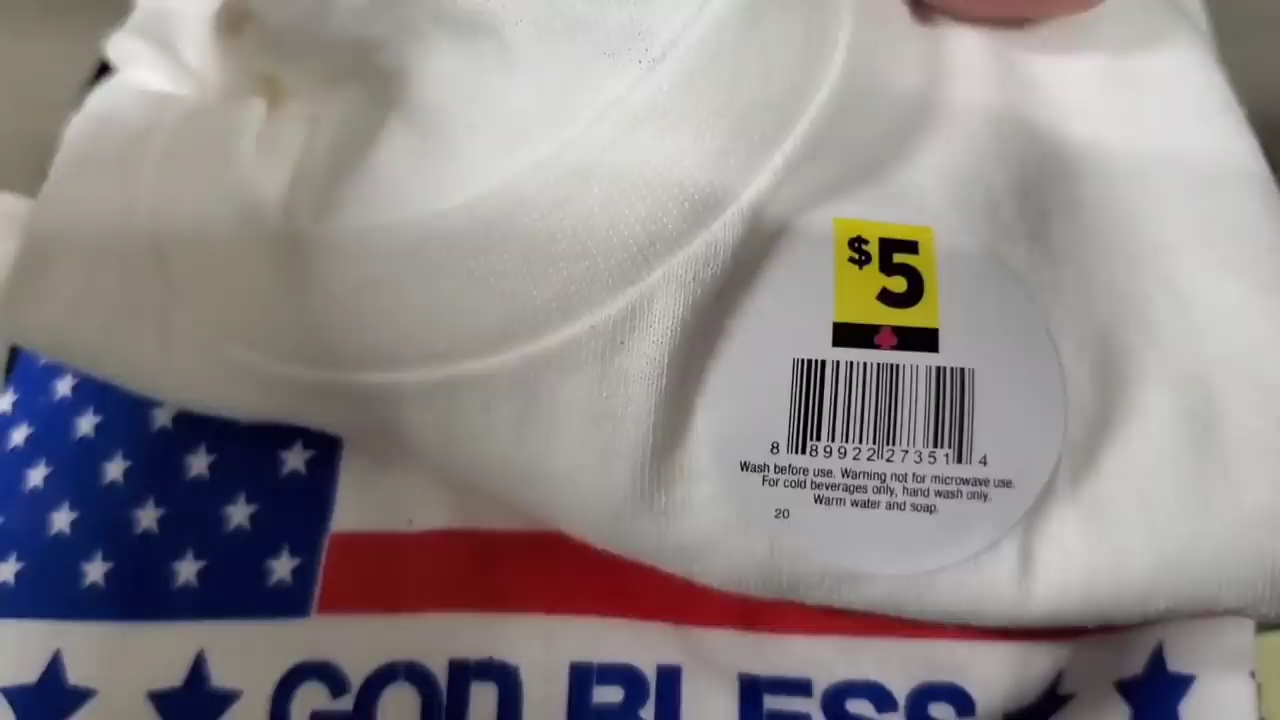 $5
8 89922 27351 4
Wash before use. Warning not for microwave use.
For cold beverages only, hand wash only.
Warm water and soap.
20
GOD BLESS